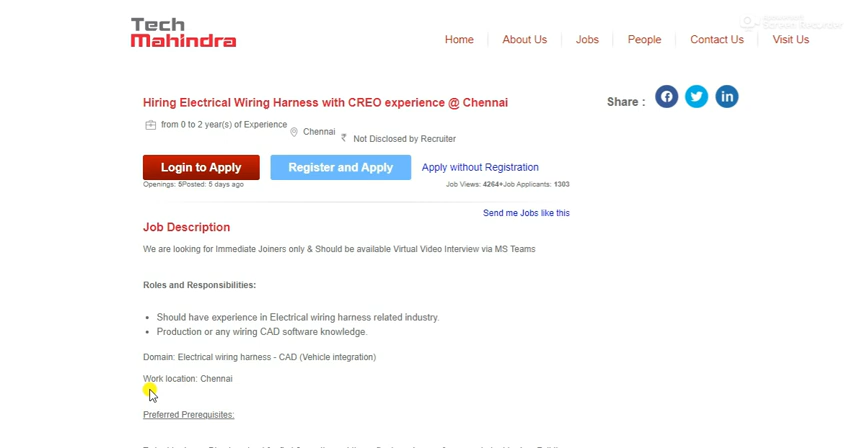 Tech
Mahindra
Home
About Us
Jobs
People
Contact Us
Visit Us
Screen Recorder
Hiring Electrical Wiring Harness with CREO experience @ Chennai
Share :
from 0 to 2 year(s) of Experience
Chennai
Not Disclosed by Recruiter
Login to Apply
Register and Apply
Apply without Registration
Openings: 5Posted: 5 days ago
Job Views: 4264+Job Applicants: 1303
Send me Jobs like this
Job Description
We are looking for Immediate Joiners only & Should be available Virtual Video Interview via MS Teams
Roles and Responsibilities:
• Should have experience in Electrical wiring harness related industry.
• Production or any wiring CAD software knowledge.
Domain: Electrical wiring harness - CAD (Vehicle integration)
Work location: Chennai
Preferred Prerequisites: